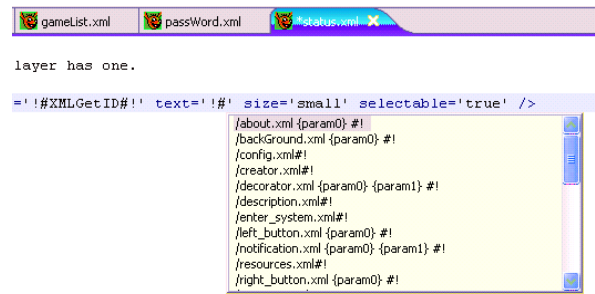 gameList.xml passWord.xml *status.xml
layer has one.
='!#XMLGetID#!' text='!#' size='small' selectable='true' />
/about.xml {param0} #!
/backGround.xml {param0} #!
/config.xml#!
/creator.xml#!
/decorator.xml {param0} {param1} #!
/description.xml#!
/enter_system.xml#!
/left_button.xml {param0} #!
/notification.xml {param0} {param1} #!
/resources.xml#!
/right_button.xml {param0} #!